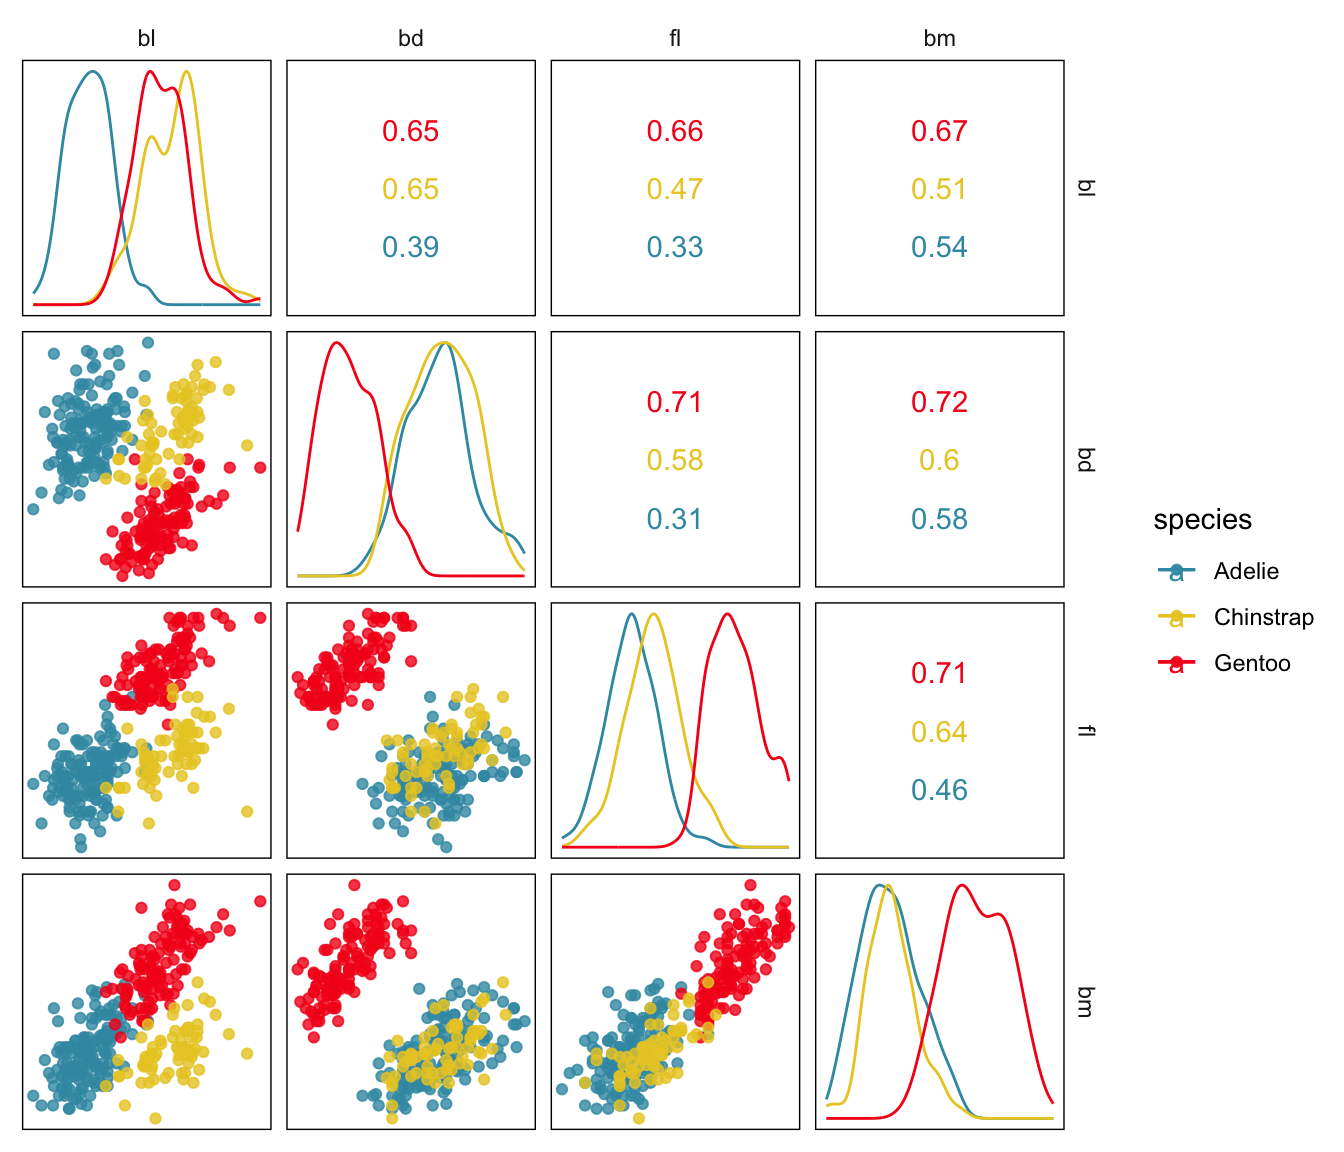 bl bd fl bm
0.65 0.66 0.67
0.65 0.47 0.51
0.39 0.33 0.54
bl
0.71 0.72
0.58 0.6
0.31 0.58
bd
0.71
0.64
0.46
fl
bm
species
a Adelie
a Chinstrap
a Gentoo